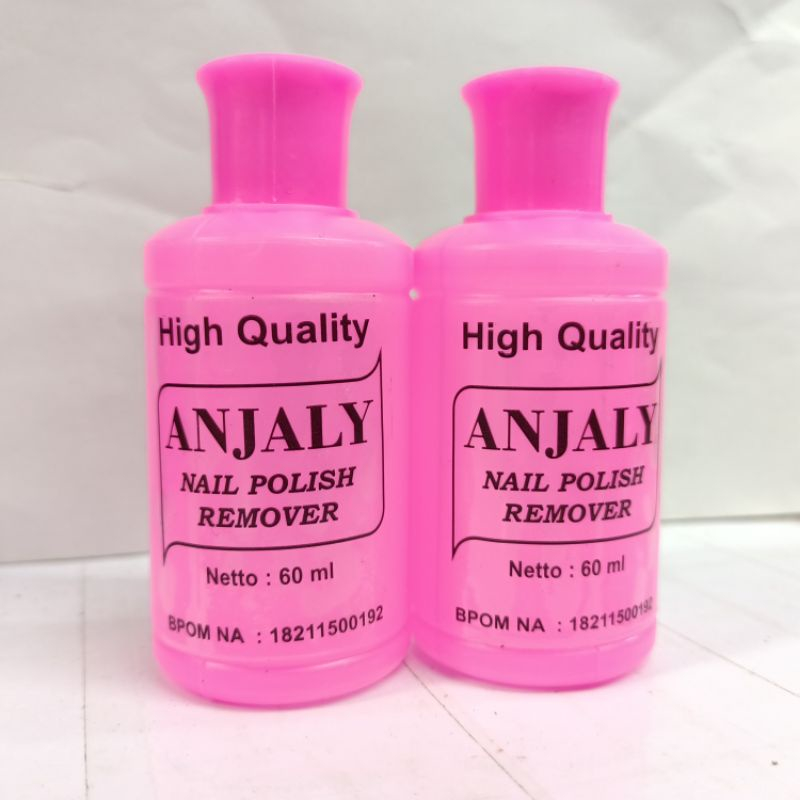 High Quality
ANJALY
NAIL POLISH
REMOVER
Netto : 60 ml
BPOM NA : 18211500192
High Quality
ANJALY
NAIL POLISH
REMOVER
Netto : 60 ml
BPOM NA : 18211500192